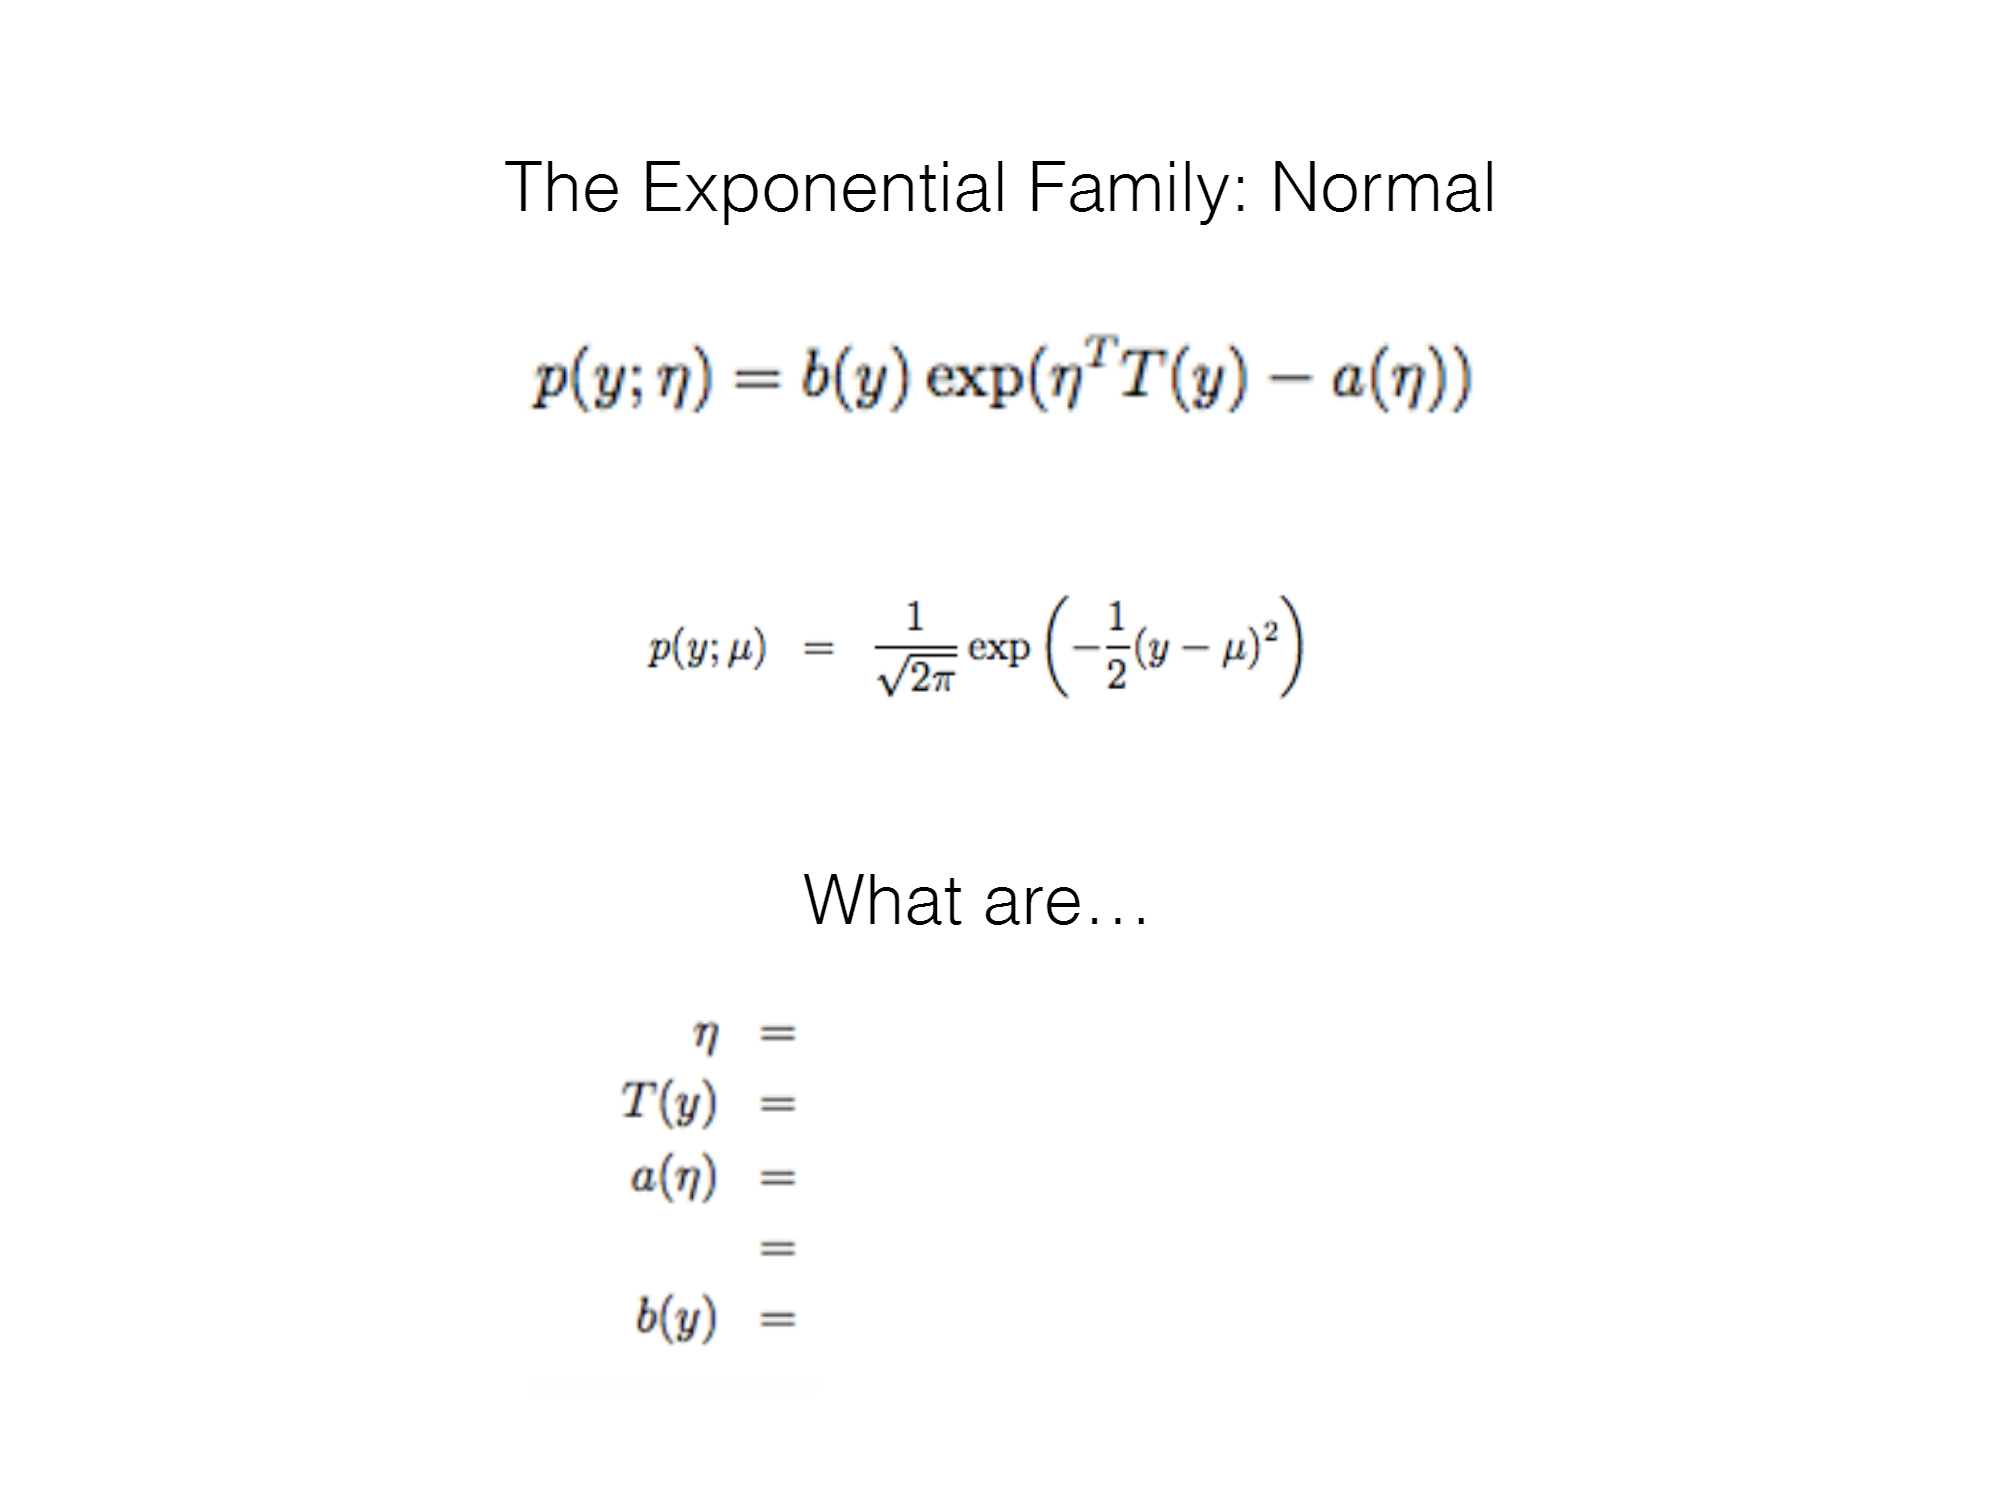 The Exponential Family: Normal
p(y; η) = b(y) exp(η^T T(y) − a(η))
p(y; μ) = 1/√(2π) exp(−1/2 (y − μ)²)
What are…
η =
T(y) =
a(η) =
=
b(y) =